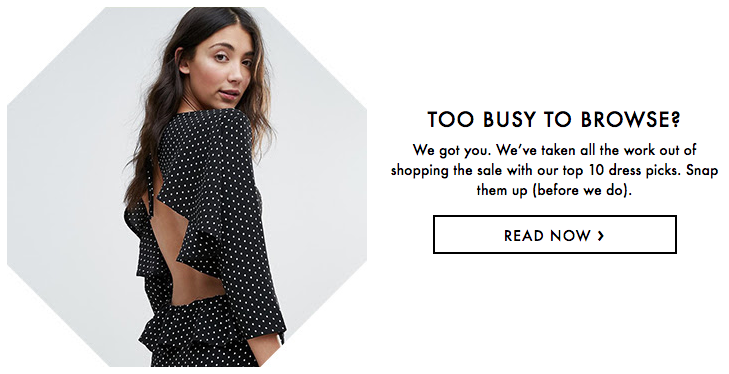 TOO BUSY TO BROWSE?
We got you. We’ve taken all the work out of
shopping the sale with our top 10 dress picks. Snap
them up (before we do).
READ NOW ›